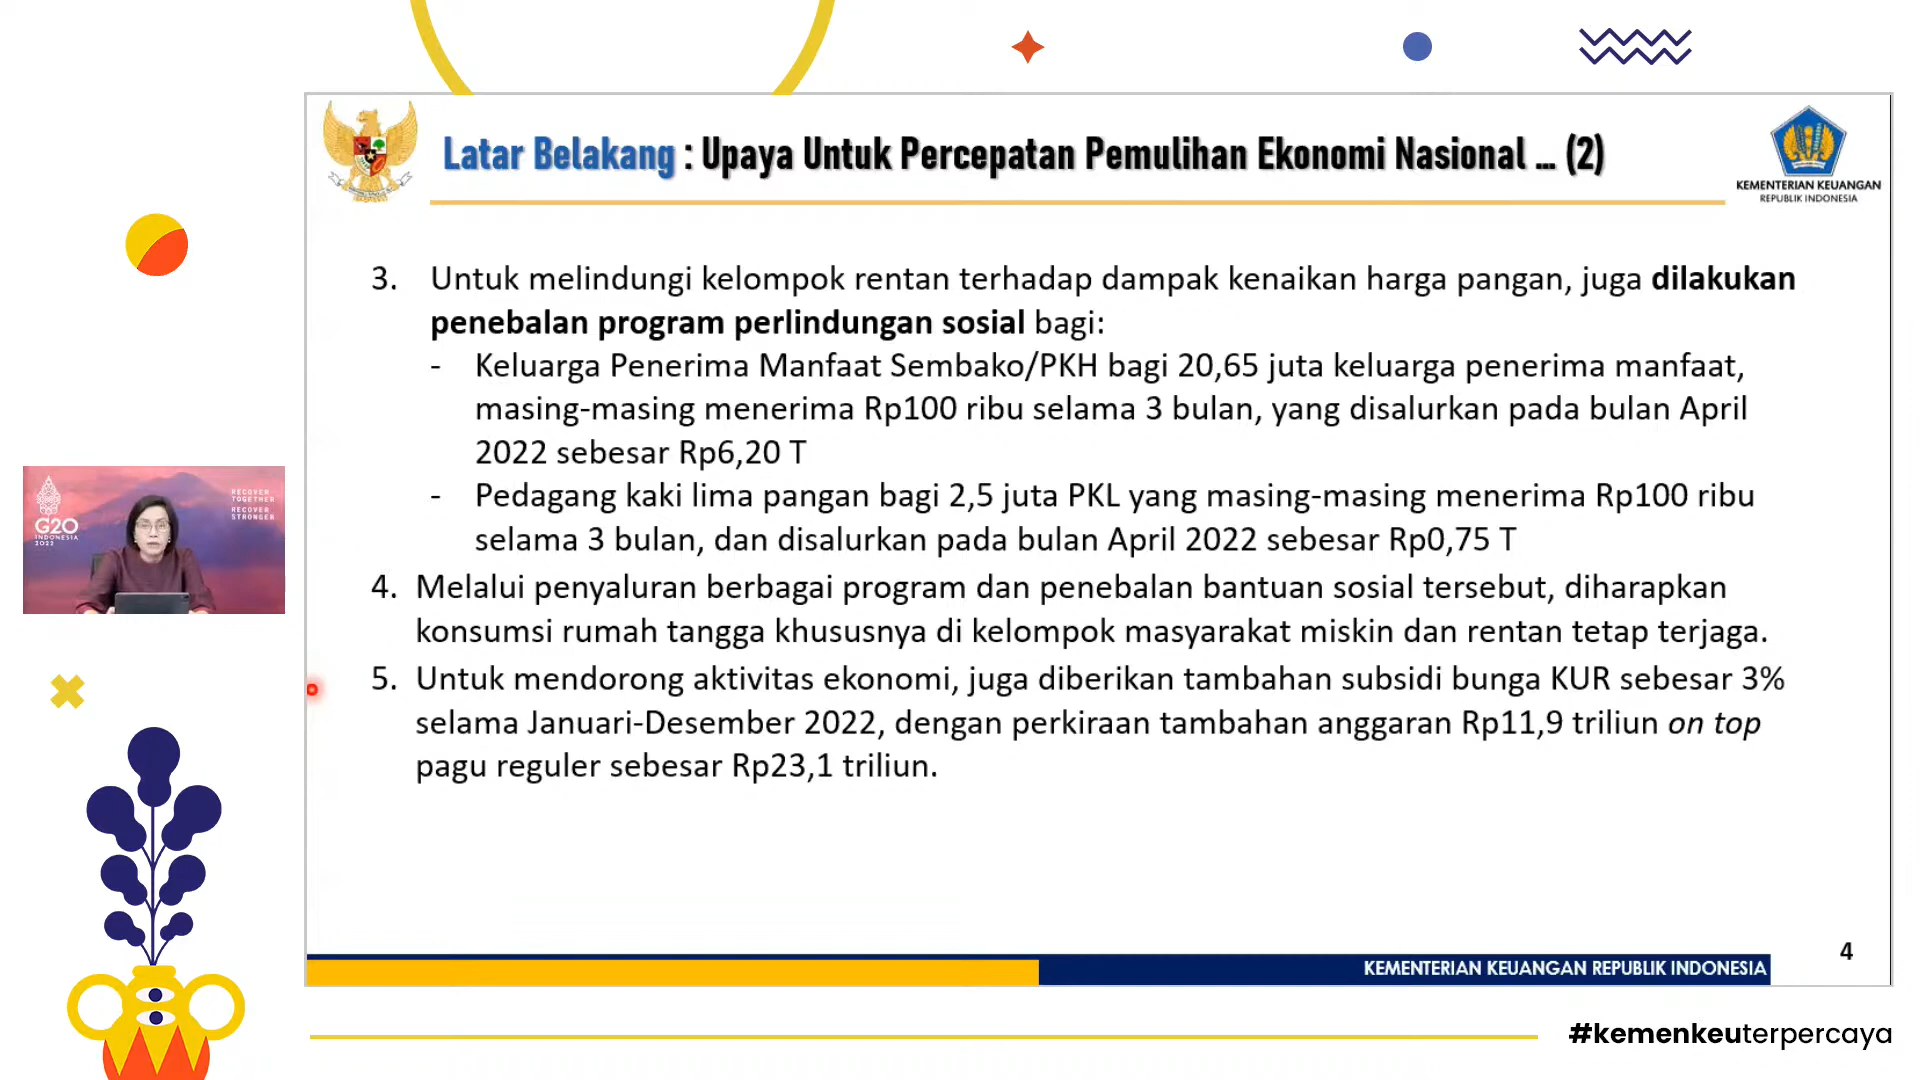 Latar Belakang : Upaya Untuk Percepatan Pemulihan Ekonomi Nasional ... (2)
KEMENTERIAN KEUANGAN
REPUBLIK INDONESIA
3. Untuk melindungi kelompok rentan terhadap dampak kenaikan harga pangan, juga dilakukan
penebalan program perlindungan sosial bagi:
- Keluarga Penerima Manfaat Sembako/PKH bagi 20,65 juta keluarga penerima manfaat,
masing-masing menerima Rp100 ribu selama 3 bulan, yang disalurkan pada bulan April
2022 sebesar Rp6,20 T
- Pedagang kaki lima pangan bagi 2,5 juta PKL yang masing-masing menerima Rp100 ribu
selama 3 bulan, dan disalurkan pada bulan April 2022 sebesar Rp0,75 T
4. Melalui penyaluran berbagai program dan penebalan bantuan sosial tersebut, diharapkan
konsumsi rumah tangga khususnya di kelompok masyarakat miskin dan rentan tetap terjaga.
5. Untuk mendorong aktivitas ekonomi, juga diberikan tambahan subsidi bunga KUR sebesar 3%
selama Januari-Desember 2022, dengan perkiraan tambahan anggaran Rp11,9 triliun on top
pagu reguler sebesar Rp23,1 triliun.
G20
INDONESIA
2022
RECOVER
TOGETHER
RECOVER
STRONGER
4
KEMENTERIAN KEUANGAN REPUBLIK INDONESIA
#kemenkeuterpercaya